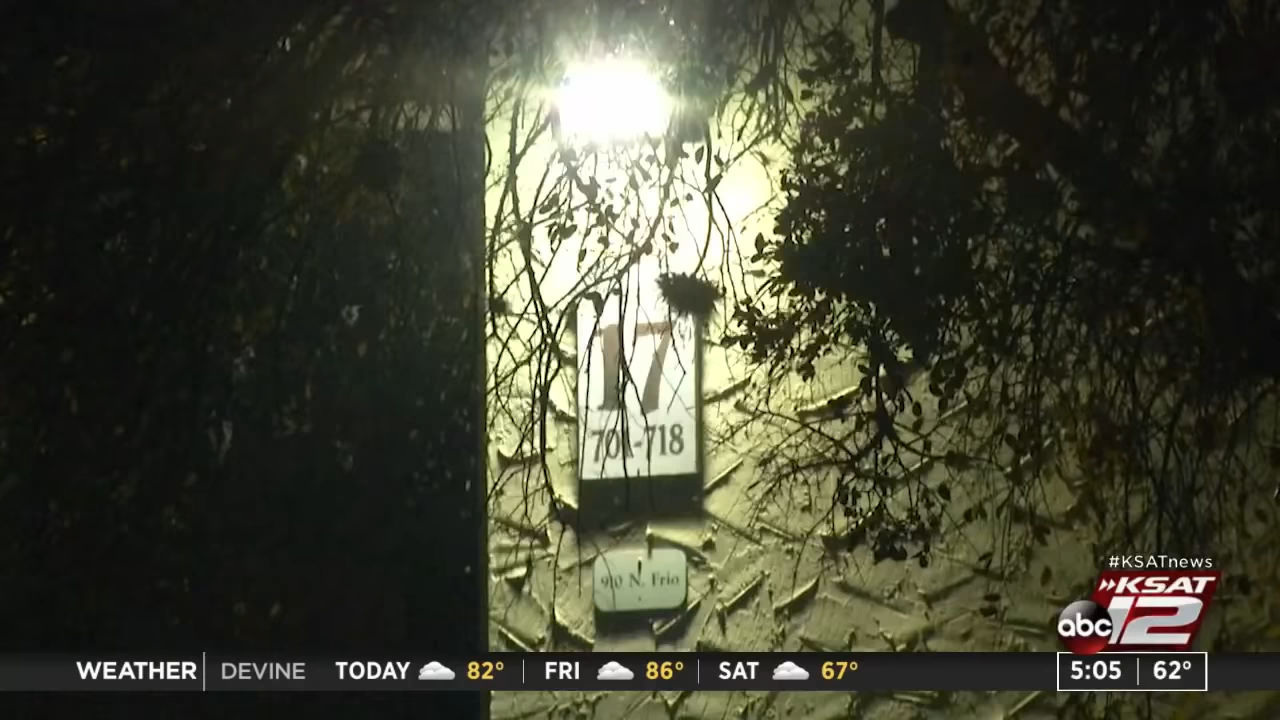 17
701-718
910 N. Frio
#KSATnews
KSAT
abc 12
WEATHER DEVINE TODAY 82° FRI 86° SAT 67°
5:05 62°